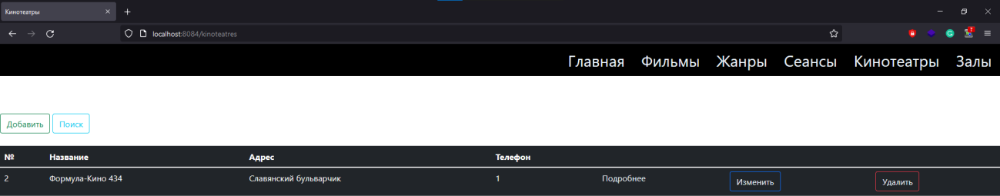 Кинотеатры
localhost:8084/kinoteatres
Главная Фильмы Жанры Сеансы Кинотеатры Залы
Добавить Поиск
№ Название Адрес Телефон
2 Формула-Кино 434 Славянский бульварчик 1 Подробнее Изменить Удалить